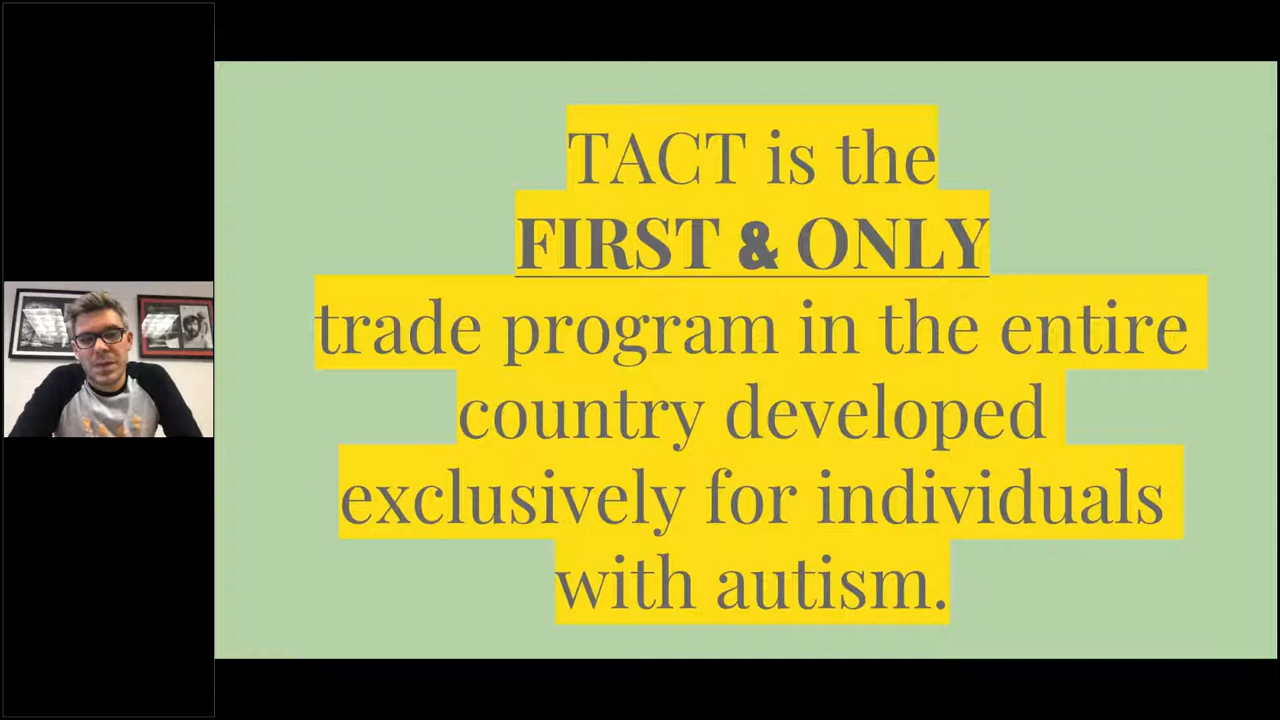 TACT is the
FIRST & ONLY
trade program in the entire
country developed
exclusively for individuals
with autism.